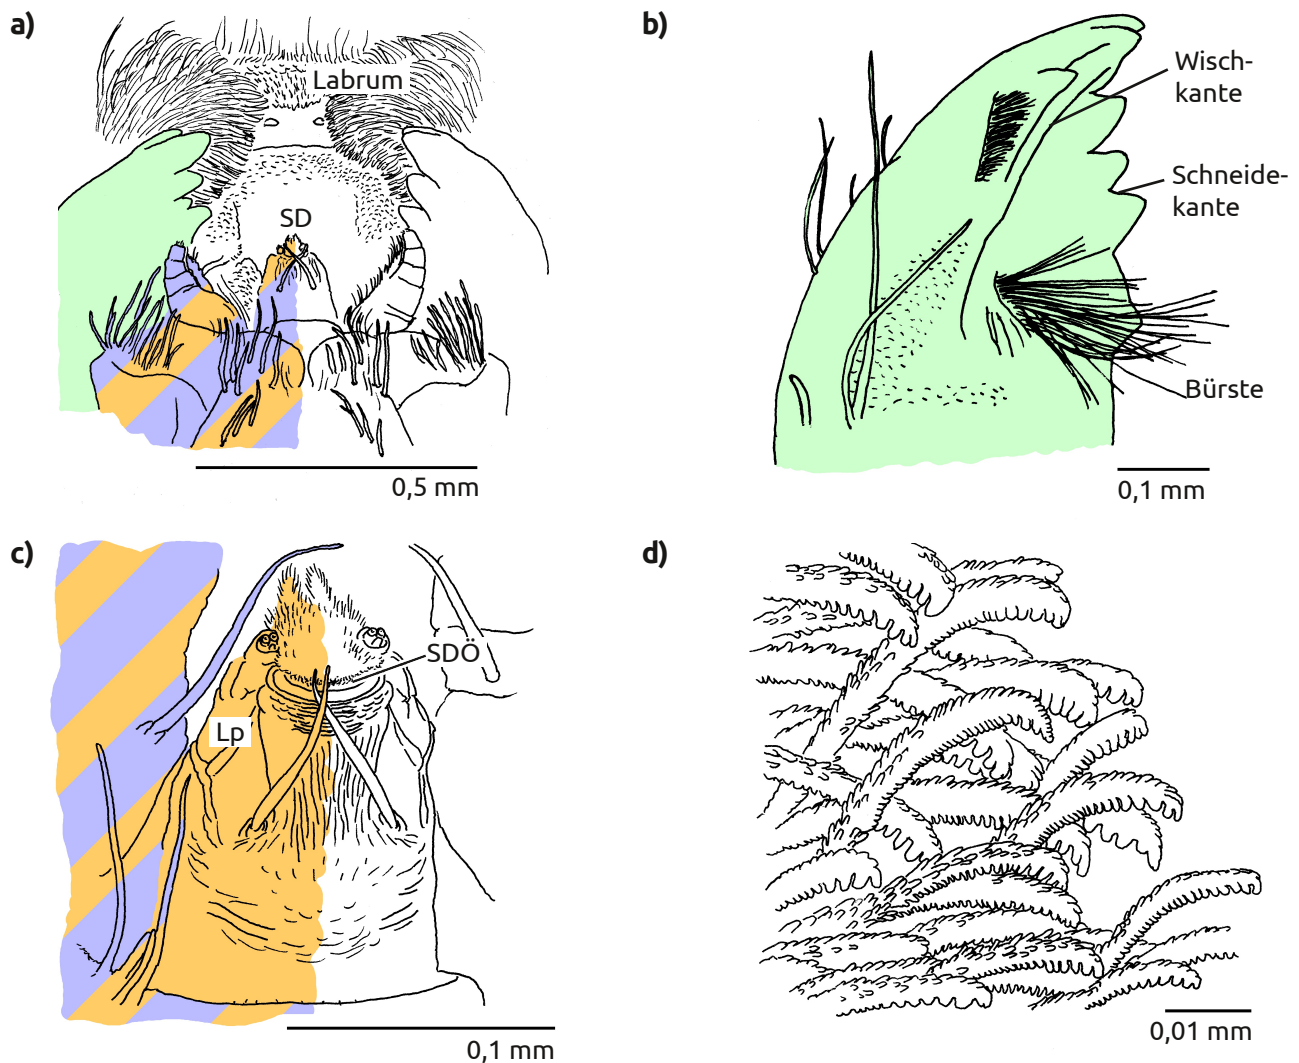 a)
Labrum
SD
0,5 mm
b)
Wisch-
kante
Schneide-
kante
Bürste
0,1 mm
c)
SDÖ
Lp
0,1 mm
d)
0,01 mm